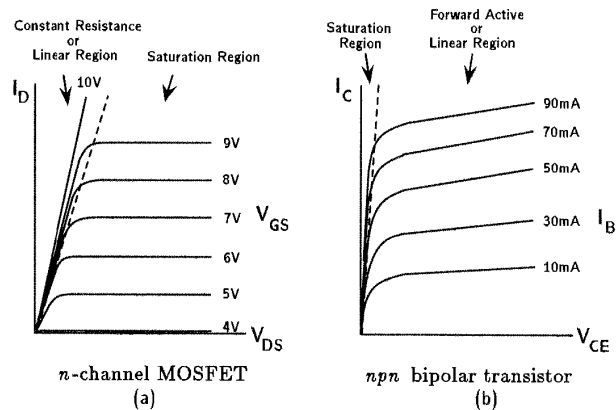 Constant Resistance
or
Linear Region
Saturation Region
I_D
10V
9V
8V
7V
6V
5V
4V
V_GS
V_DS
n-channel MOSFET
(a)
Saturation
Region
Forward Active
or
Linear Region
I_C
90mA
70mA
50mA
30mA
10mA
I_B
V_CE
npn bipolar transistor
(b)